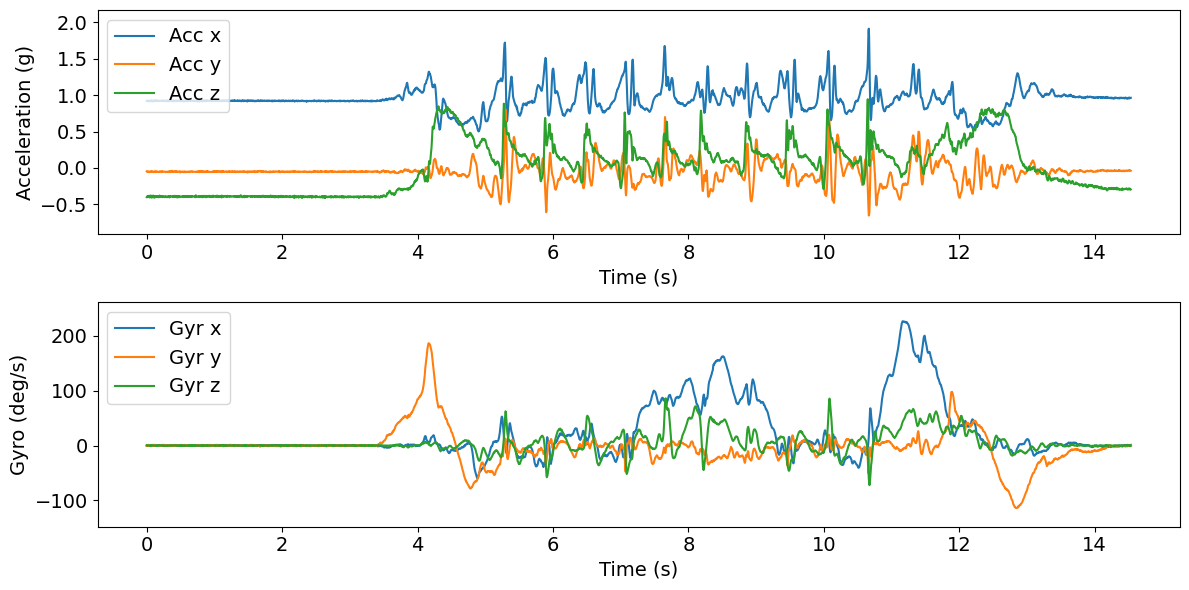 2.0
1.5
1.0
0.5
0.0
−0.5
Acceleration (g)
Acc x
Acc y
Acc z
0 2 4 6 8 10 12 14
Time (s)
200
100
0
−100
Gyro (deg/s)
Gyr x
Gyr y
Gyr z
0 2 4 6 8 10 12 14
Time (s)